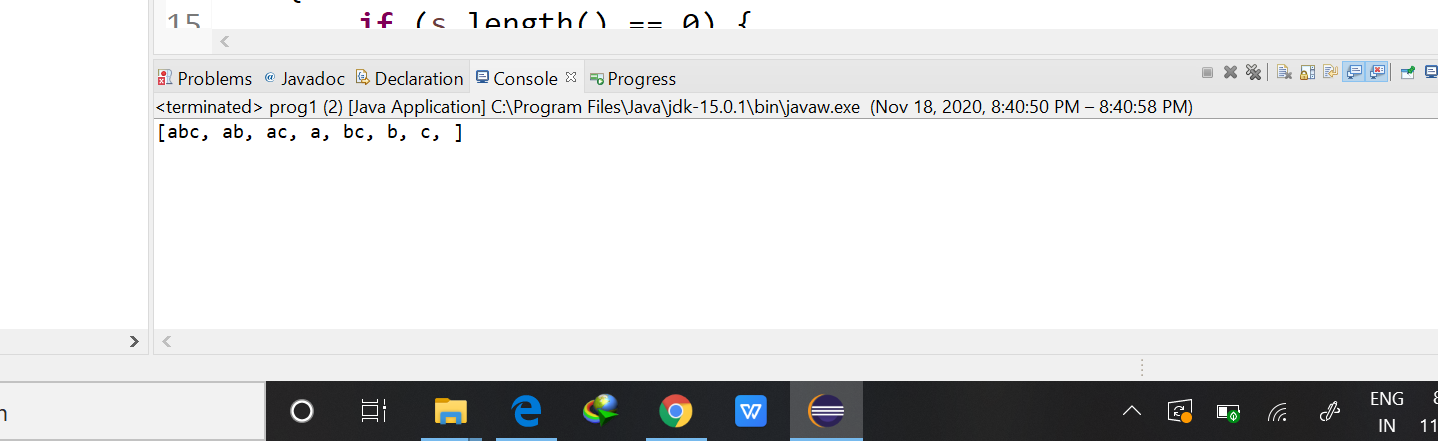 15 if (s length() == 0) {
Problems @ Javadoc Declaration Console Progress
<terminated> prog1 (2) [Java Application] C:\Program Files\Java\jdk-15.0.1\bin\javaw.exe (Nov 18, 2020, 8:40:50 PM – 8:40:58 PM)
[abc, ab, ac, a, bc, b, c, ]
W
ENG
IN 11